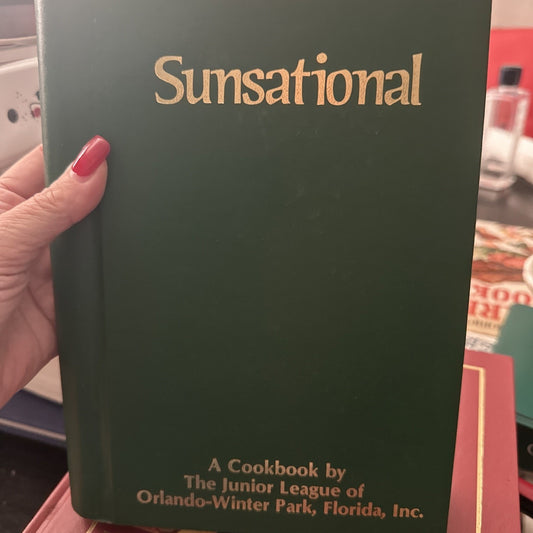 Sunsational
A Cookbook by
The Junior League of
Orlando-Winter Park, Florida, Inc.